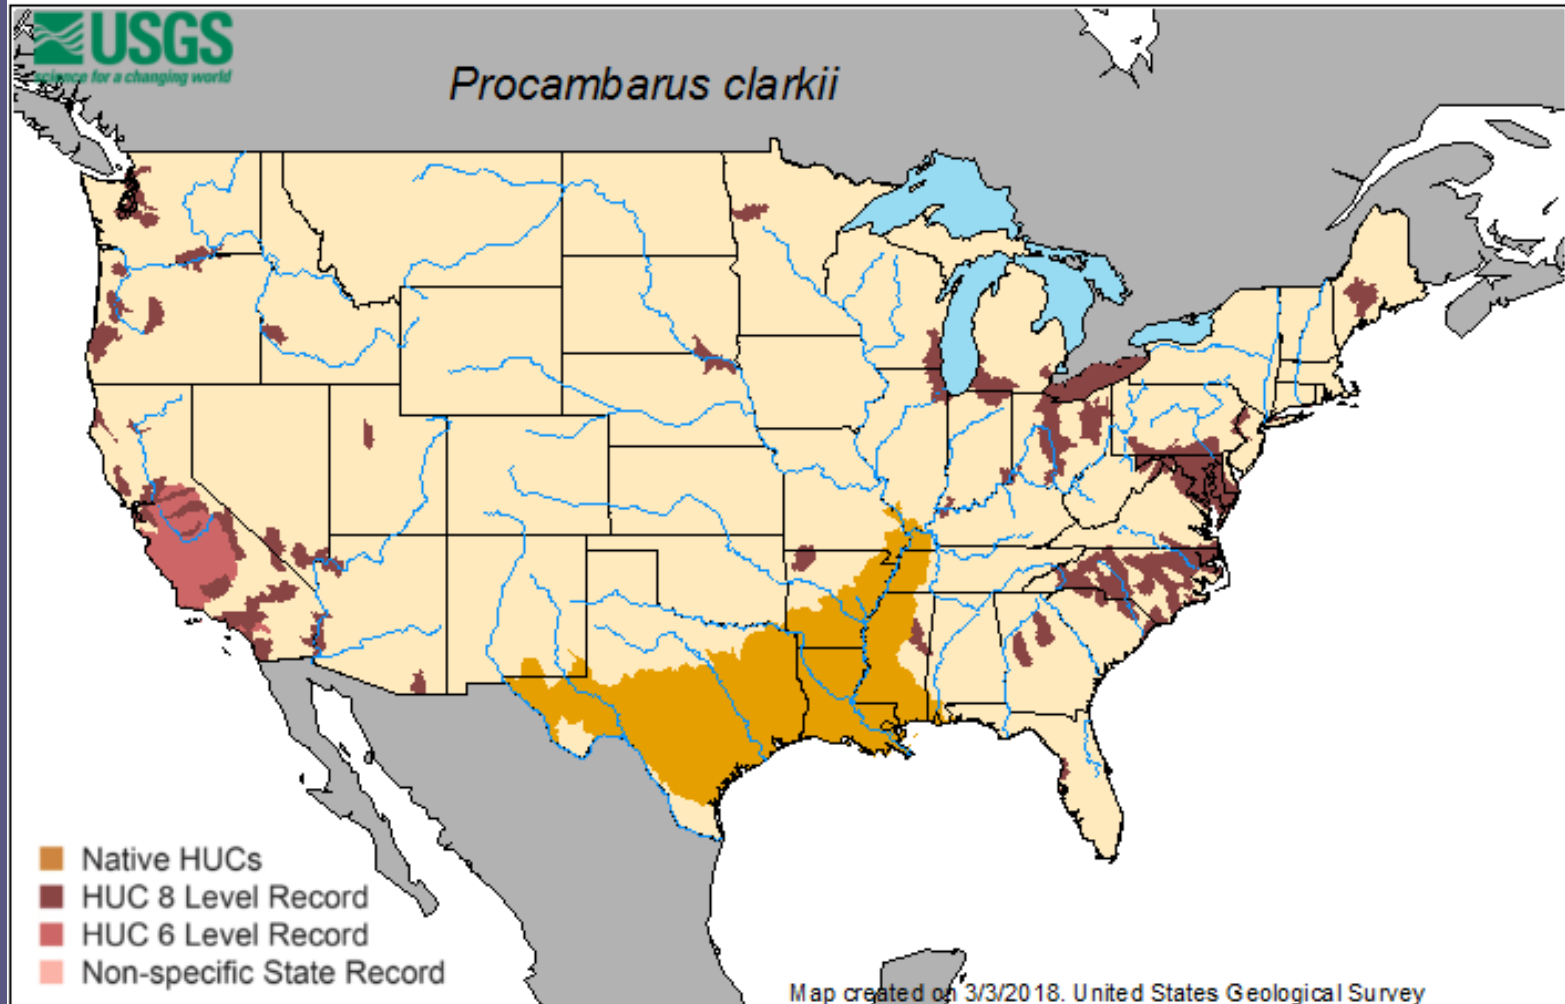 USGS
science for a changing world
Procambarus clarkii
Native HUCs
HUC 8 Level Record
HUC 6 Level Record
Non-specific State Record
Map created on 3/3/2018. United States Geological Survey